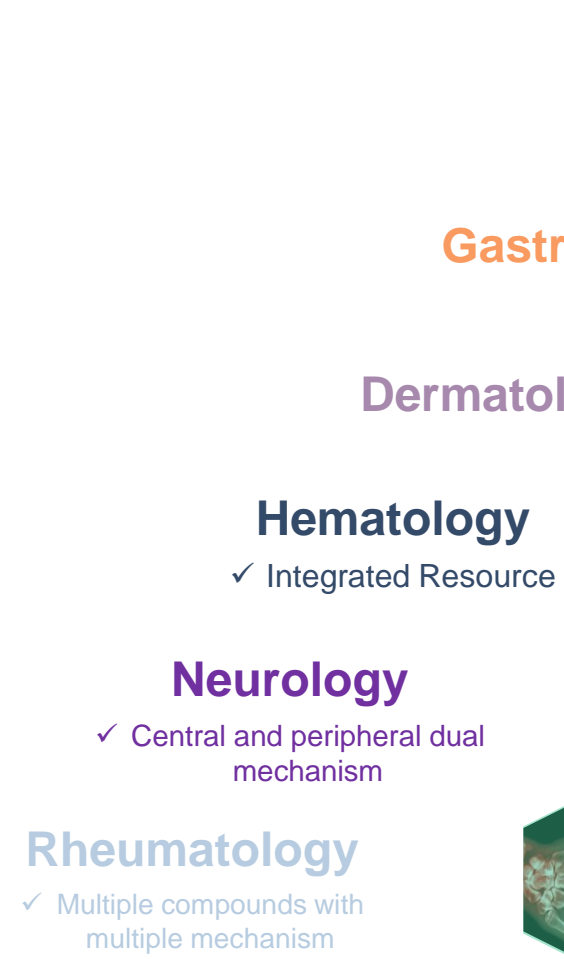 Gastr
Dermatol
Hematology
✓ Integrated Resource
Neurology
✓ Central and peripheral dual
mechanism
Rheumatology
✓ Multiple compounds with
multiple mechanism